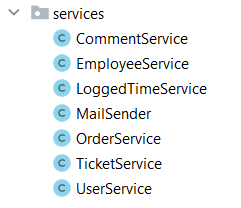 services
CommentService
EmployeeService
LoggedTimeService
MailSender
OrderService
TicketService
UserService